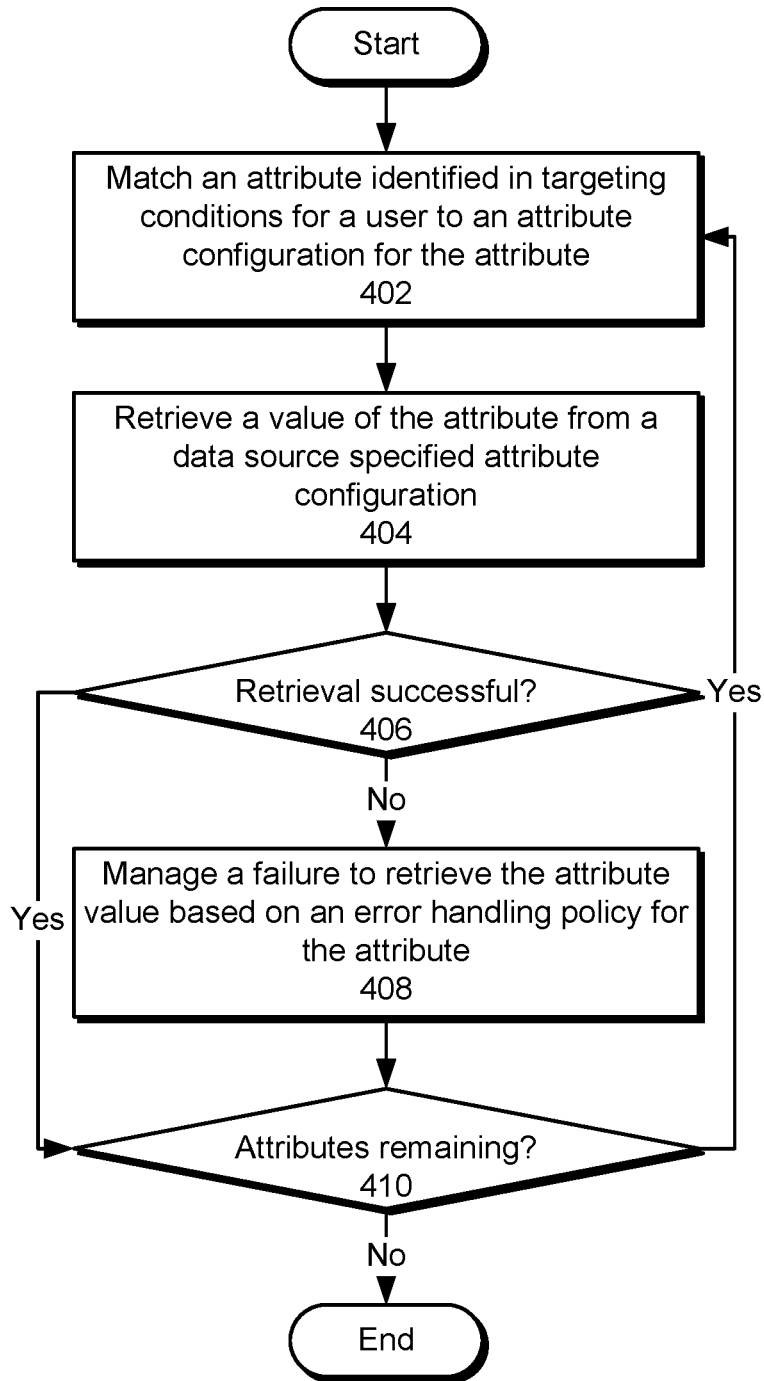 Start
Match an attribute identified in targeting
conditions for a user to an attribute
configuration for the attribute
402
Retrieve a value of the attribute from a
data source specified attribute
configuration
404
Retrieval successful?
406
Yes
No
Manage a failure to retrieve the attribute
value based on an error handling policy for
the attribute
408
Yes
Attributes remaining?
410
No
End